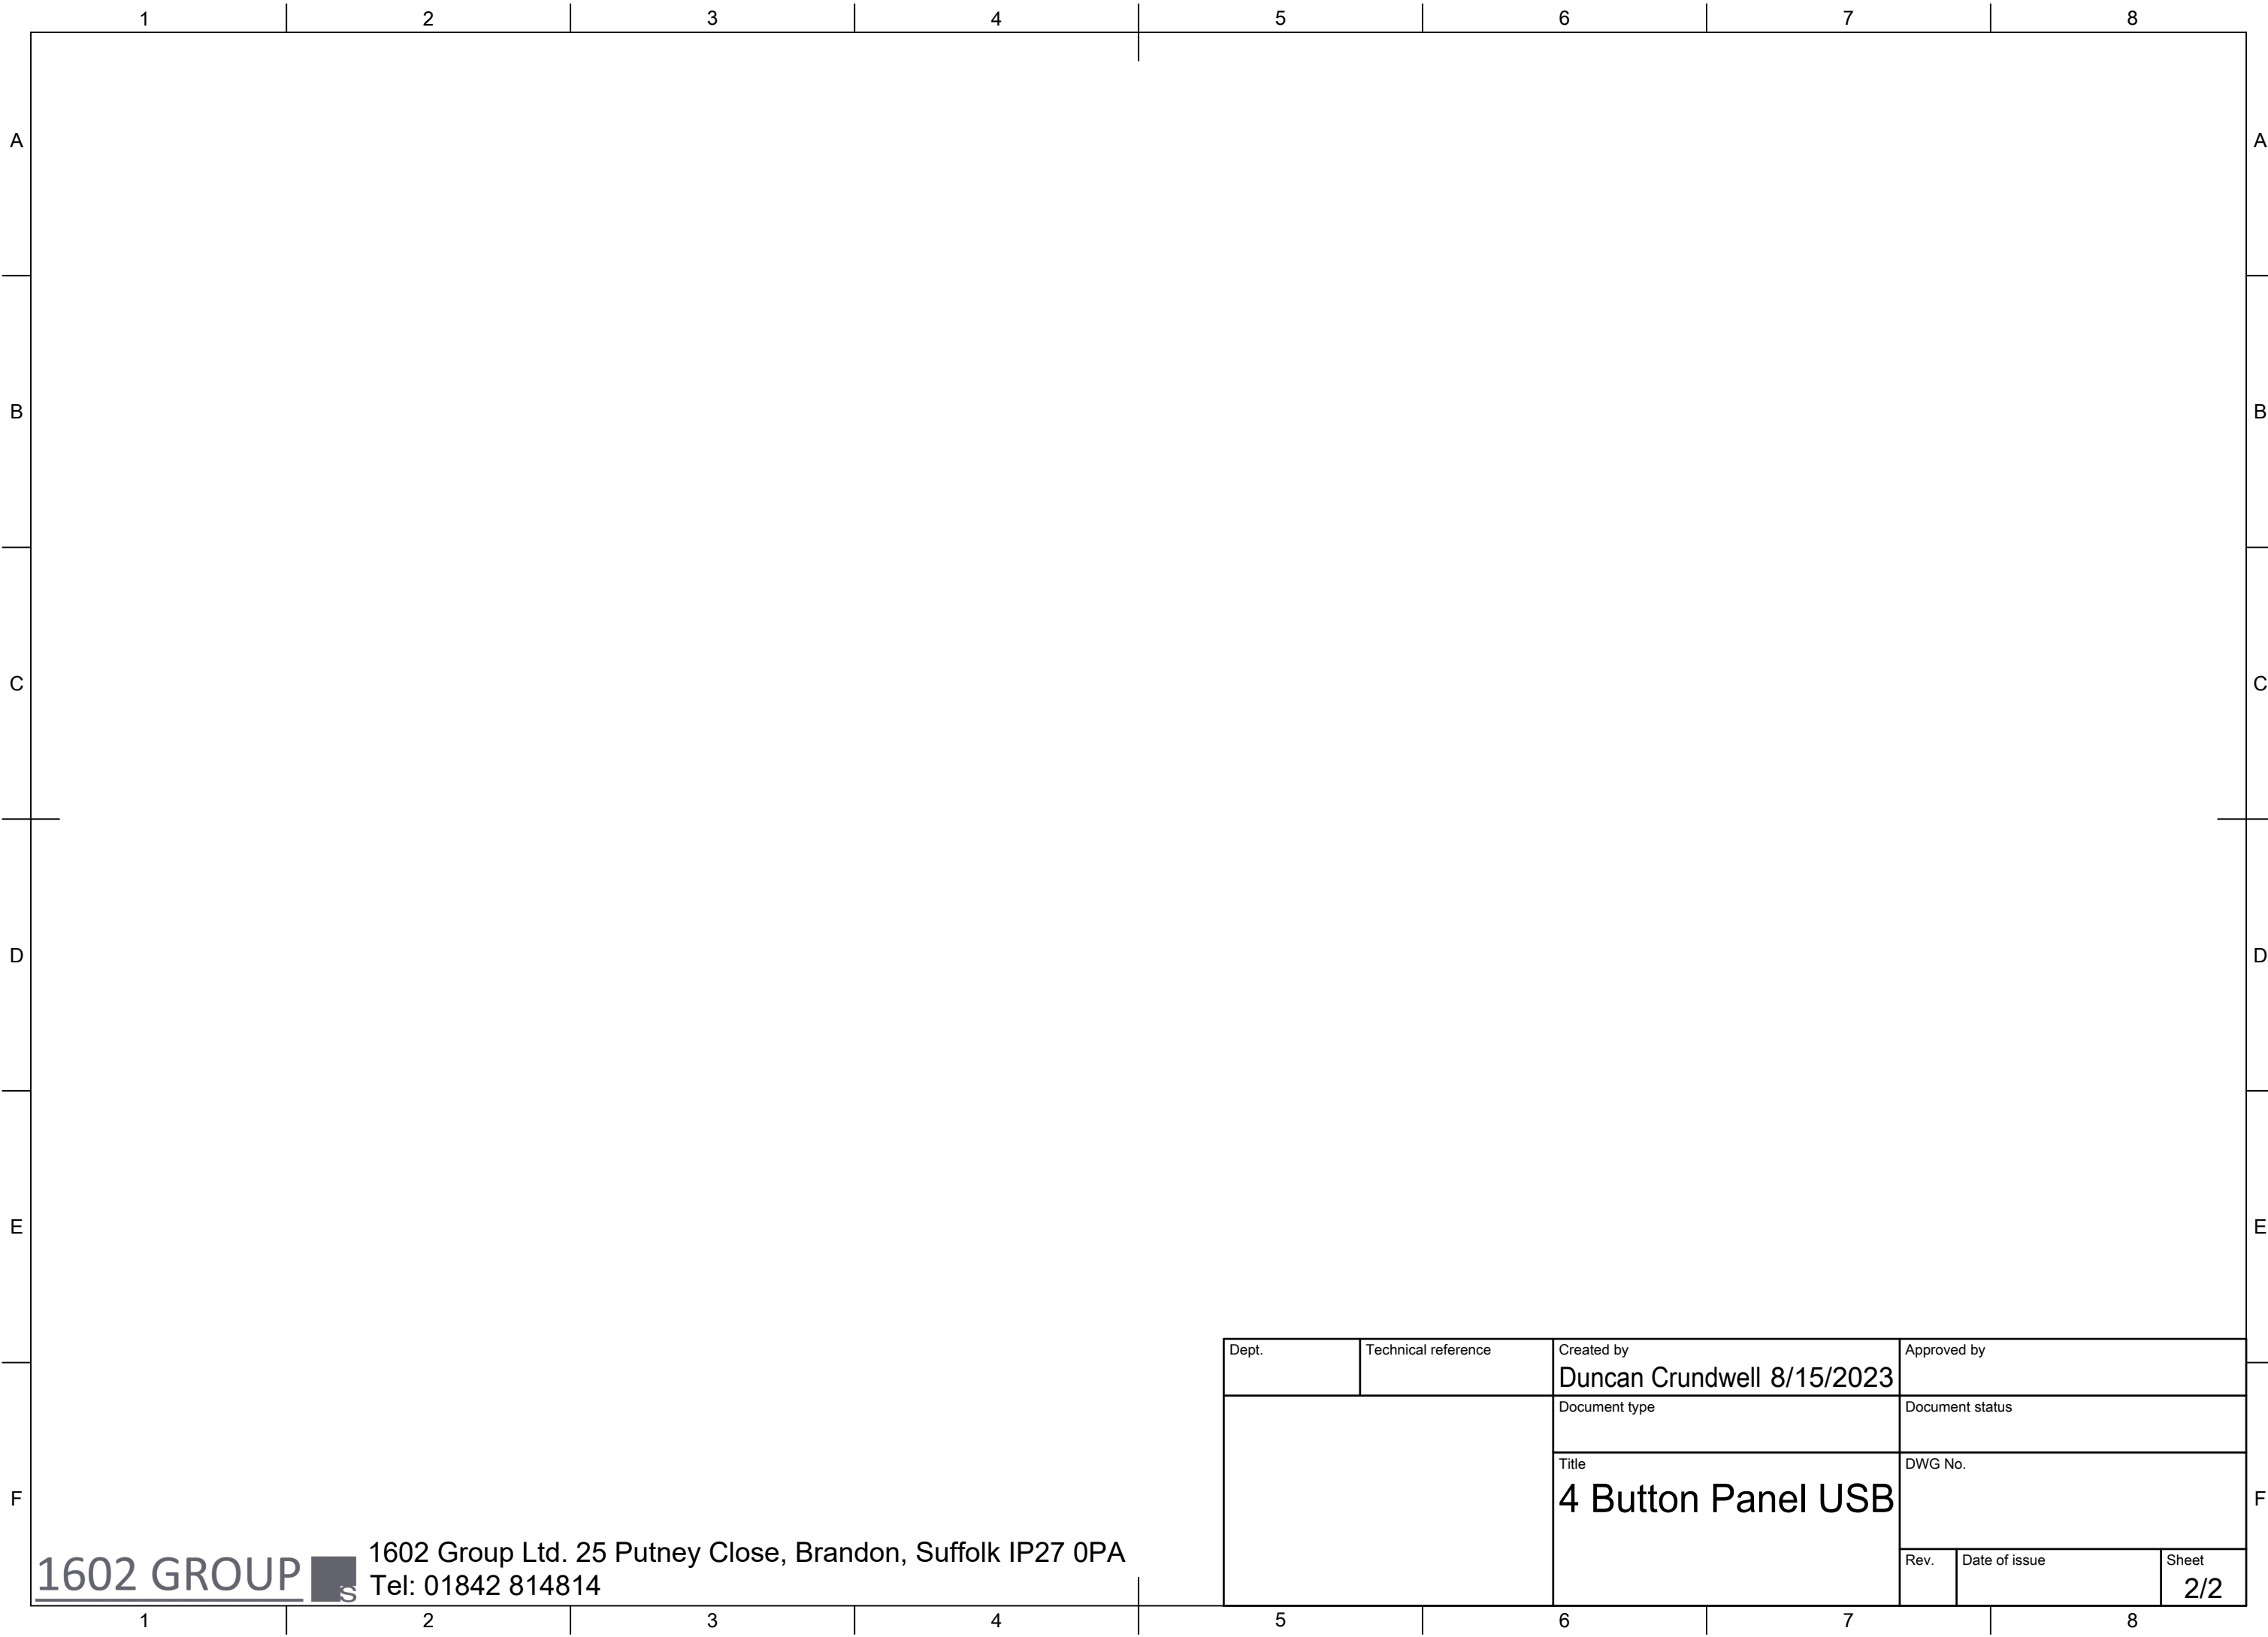 1 2 3 4 5 6 7 8
A A
B B
C C
D D
E E
Dept. Technical reference Created by Approved by
Duncan Crundwell 8/15/2023
Document type Document status
Title DWG No.
4 Button Panel USB
F F
1602 GROUP s
1602 Group Ltd. 25 Putney Close, Brandon, Suffolk IP27 0PA
Tel: 01842 814814
Rev. Date of issue Sheet
2/2
1 2 3 4 5 6 7 8